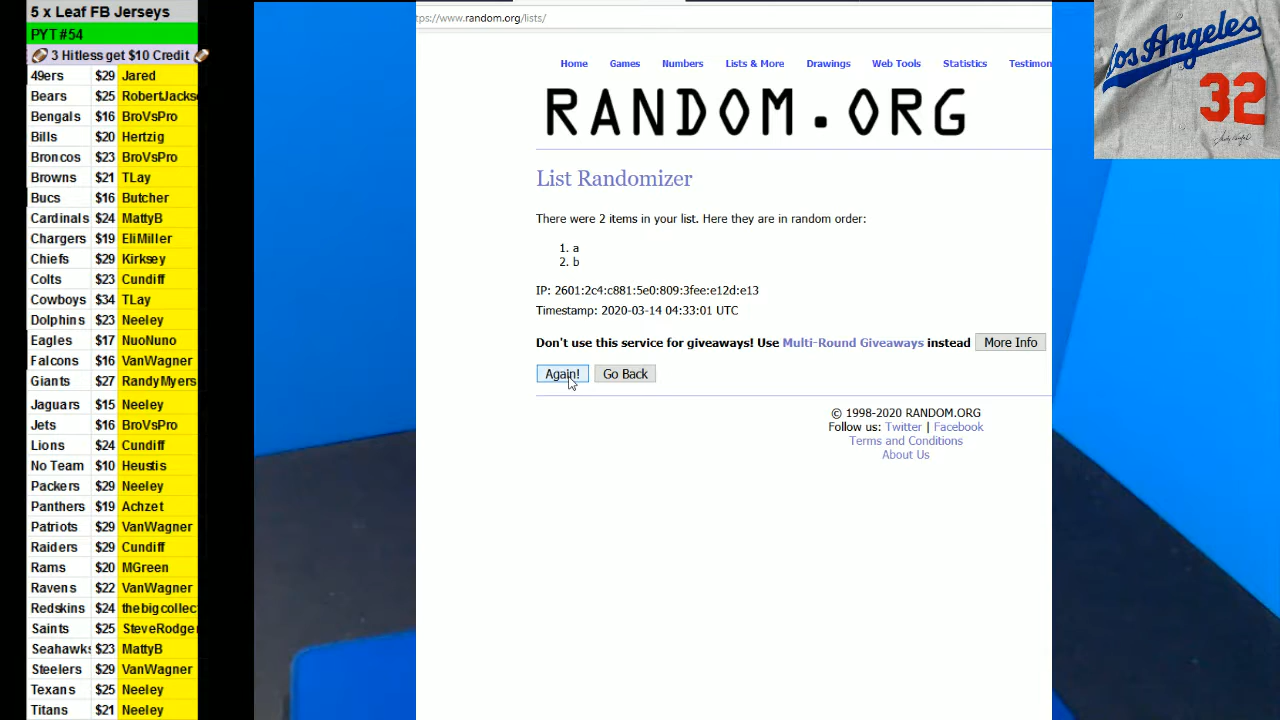 5 x Leaf FB Jerseys
PYT #54
🏈 3 Hitless get $10 Credit 🏈
49ers $29 Jared
Bears $25 RobertJackso
Bengals $16 BroVsPro
Bills $20 Hertzig
Broncos $23 BroVsPro
Browns $21 TLay
Bucs $16 Butcher
Cardinals $24 MattyB
Chargers $19 EliMiller
Chiefs $29 Kirksey
Colts $23 Cundiff
Cowboys $34 TLay
Dolphins $23 Neeley
Eagles $17 NuoNuno
Falcons $16 VanWagner
Giants $27 RandyMyers
Jaguars $15 Neeley
Jets $16 BroVsPro
Lions $24 Cundiff
No Team $10 Heustis
Packers $29 Neeley
Panthers $19 Achzet
Patriots $29 VanWagner
Raiders $29 Cundiff
Rams $20 MGreen
Ravens $22 VanWagner
Redskins $24 thebigcollec
Saints $25 SteveRodge
Seahawks $23 MattyB
Steelers $29 VanWagner
Texans $25 Neeley
Titans $21 Neeley
tps://www.random.org/lists/
Home Games Numbers Lists & More Drawings Web Tools Statistics Testimon
RANDOM.ORG
List Randomizer
There were 2 items in your list. Here they are in random order:
1. a
2. b
IP: 2601:2c4:c881:5e0:809:3fee:e12d:e13
Timestamp: 2020-03-14 04:33:01 UTC
Don't use this service for giveaways! Use Multi-Round Giveaways instead More Info
Again! Go Back
© 1998-2020 RANDOM.ORG
Follow us: Twitter | Facebook
Terms and Conditions
About Us
Los Angeles
32